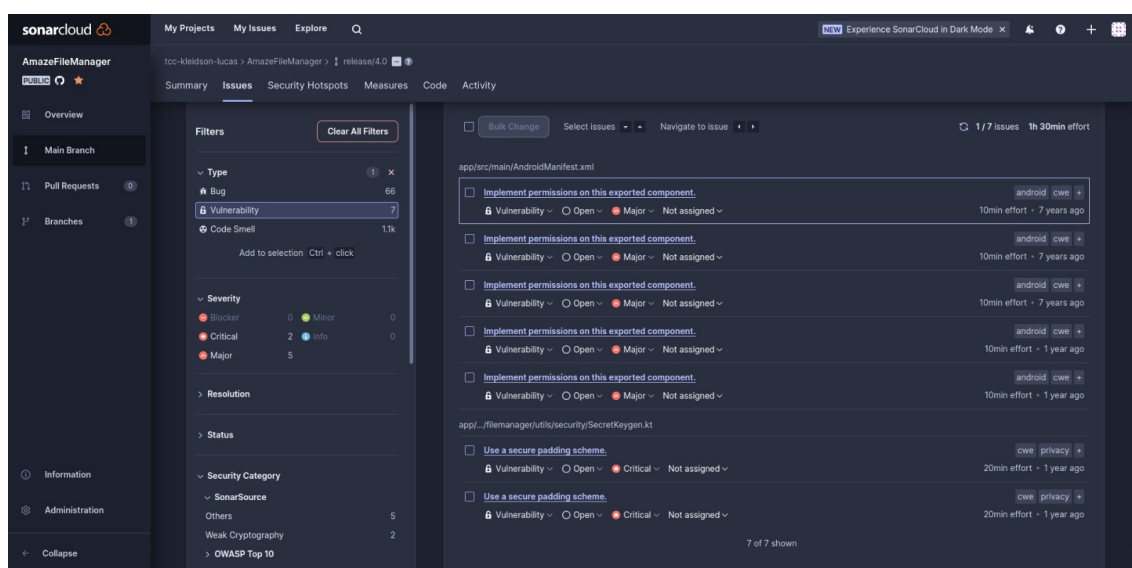 sonarcloud
My Projects My Issues Explore
NEW Experience SonarCloud in Dark Mode ×
AmazeFileManager
PUBLIC
tcc-kleidson-lucas > AmazeFileManager > release/4.0
Summary Issues Security Hotspots Measures Code Activity
Overview
Main Branch
Pull Requests 0
Branches 1
Information
Administration
Collapse
Filters
Clear All Filters
Type 1 ×
Bug 66
Vulnerability 7
Code Smell 1.1k
Add to selection Ctrl + click
Severity
Blocker 0 Minor 0
Critical 2 Info 0
Major 5
Resolution
Status
Security Category
SonarSource
Others 5
Weak Cryptography 2
OWASP Top 10
Bulk Change Select issues Navigate to issue 1 / 7 issues 1h 30min effort
app/src/main/AndroidManifest.xml
Implement permissions on this exported component. android cwe +
Vulnerability Open Major Not assigned 10min effort • 7 years ago
Implement permissions on this exported component. android cwe +
Vulnerability Open Major Not assigned 10min effort • 7 years ago
Implement permissions on this exported component. android cwe +
Vulnerability Open Major Not assigned 10min effort • 7 years ago
Implement permissions on this exported component. android cwe +
Vulnerability Open Major Not assigned 10min effort • 1 year ago
Implement permissions on this exported component. android cwe +
Vulnerability Open Major Not assigned 10min effort • 1 year ago
app/.../filemanager/utils/security/SecretKeygen.kt
Use a secure padding scheme. cwe privacy +
Vulnerability Open Critical Not assigned 20min effort • 1 year ago
Use a secure padding scheme. cwe privacy +
Vulnerability Open Critical Not assigned 20min effort • 1 year ago
7 of 7 shown